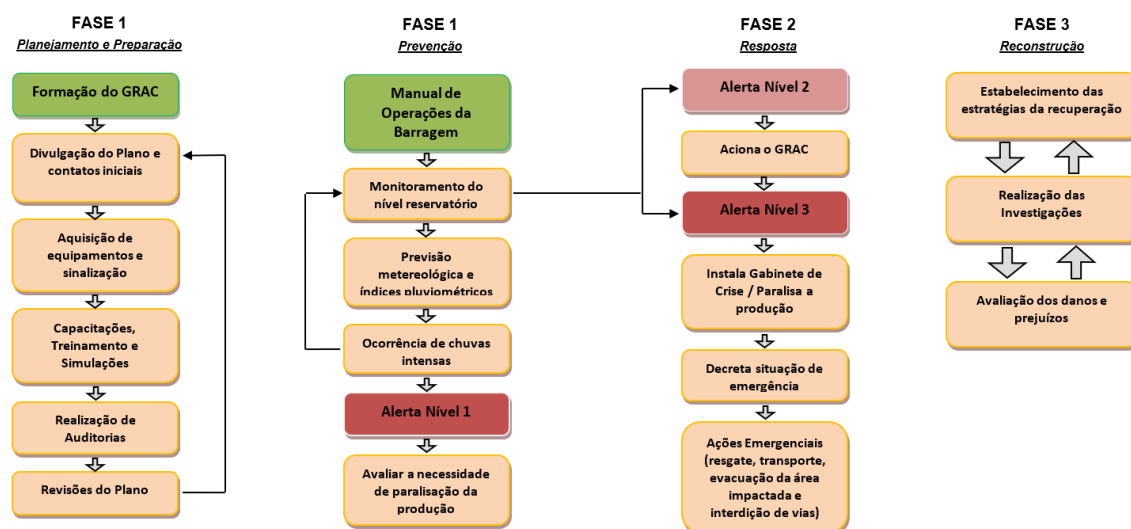 FASE 1
Planejamento e Preparação
Formação do GRAC
Divulgação do Plano e
contatos iniciais
Aquisição de
equipamentos e
sinalização
Capacitações,
Treinamento e
Simulações
Realização de
Auditorias
Revisões do Plano
FASE 1
Prevenção
Manual de
Operações da
Barragem
Monitoramento do
nível reservatório
Previsão
metereológica e
índices pluviométricos
Ocorrência de chuvas
intensas
Alerta Nível 1
Avaliar a necessidade
de paralisação da
produção
FASE 2
Resposta
Alerta Nível 2
Aciona o GRAC
Alerta Nível 3
Instala Gabinete de
Crise / Paralisa a
produção
Decreta situação de
emergência
Ações Emergenciais
(resgate, transporte,
evacuação da área
impactada e
interdição de vias)
FASE 3
Reconstrução
Estabelecimento das
estratégias da recuperação
Realização das
Investigações
Avaliação dos danos e
prejuízos